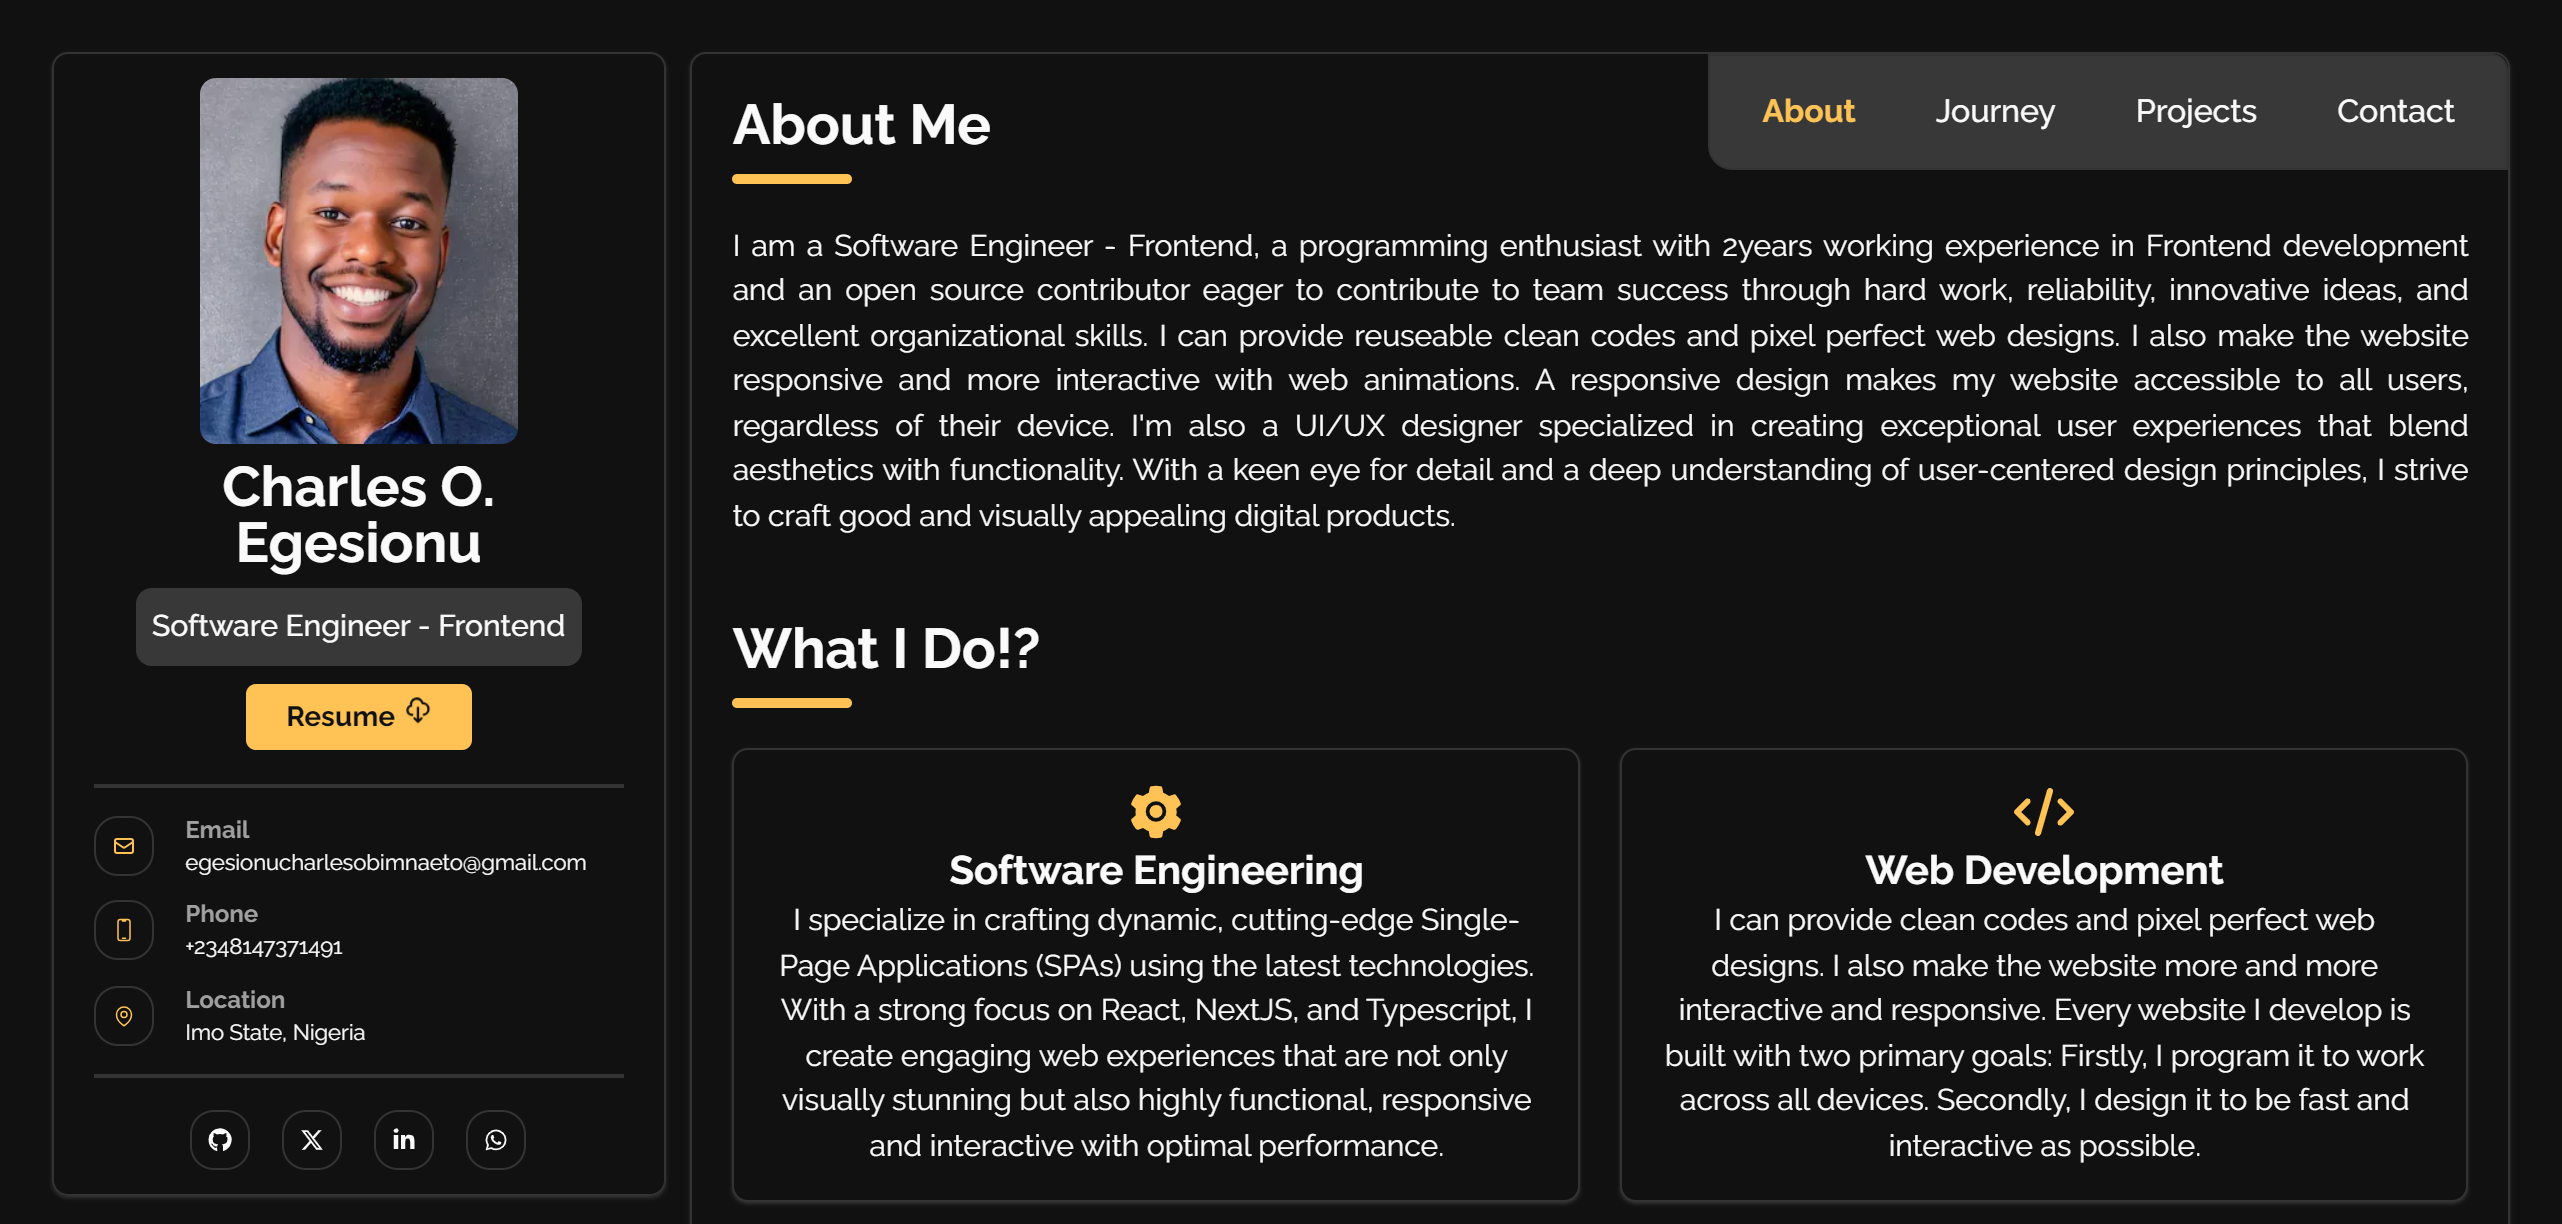 Charles O.
Egesionu
Software Engineer - Frontend
Resume
Email
egesionucharlesobimnaeto@gmail.com
Phone
+2348147371491
Location
Imo State, Nigeria
About
Journey
Projects
Contact
About Me
I am a Software Engineer - Frontend, a programming enthusiast with 2years working experience in Frontend development
and an open source contributor eager to contribute to team success through hard work, reliability, innovative ideas, and
excellent organizational skills. I can provide reuseable clean codes and pixel perfect web designs. I also make the website
responsive and more interactive with web animations. A responsive design makes my website accessible to all users,
regardless of their device. I'm also a UI/UX designer specialized in creating exceptional user experiences that blend
aesthetics with functionality. With a keen eye for detail and a deep understanding of user-centered design principles, I strive
to craft good and visually appealing digital products.
What I Do!?
Software Engineering
I specialize in crafting dynamic, cutting-edge Single-
Page Applications (SPAs) using the latest technologies.
With a strong focus on React, NextJS, and Typescript, I
create engaging web experiences that are not only
visually stunning but also highly functional, responsive
and interactive with optimal performance.
Web Development
I can provide clean codes and pixel perfect web
designs. I also make the website more and more
interactive and responsive. Every website I develop is
built with two primary goals: Firstly, I program it to work
across all devices. Secondly, I design it to be fast and
interactive as possible.